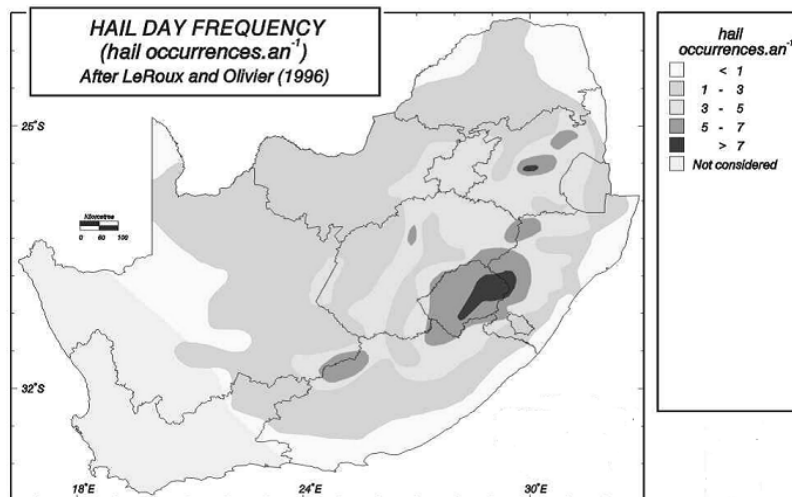 HAIL DAY FREQUENCY
(hail occurrences.an⁻¹)
After LeRoux and Olivier (1996)
hail
occurrences.an⁻¹
< 1
1 - 3
3 - 5
5 - 7
> 7
Not considered
25°S
Kilometres
0 50 100
32°S
18°E
24°E
30°E